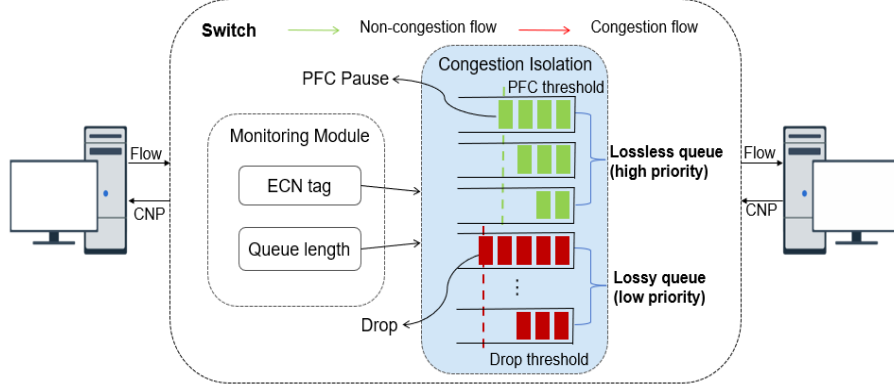 Switch
Non-congestion flow
Congestion flow
Congestion Isolation
PFC Pause
PFC threshold
Monitoring Module
ECN tag
Queue length
Lossless queue
(high priority)
Lossy queue
(low priority)
Flow
CNP
Flow
CNP
Drop
Drop threshold